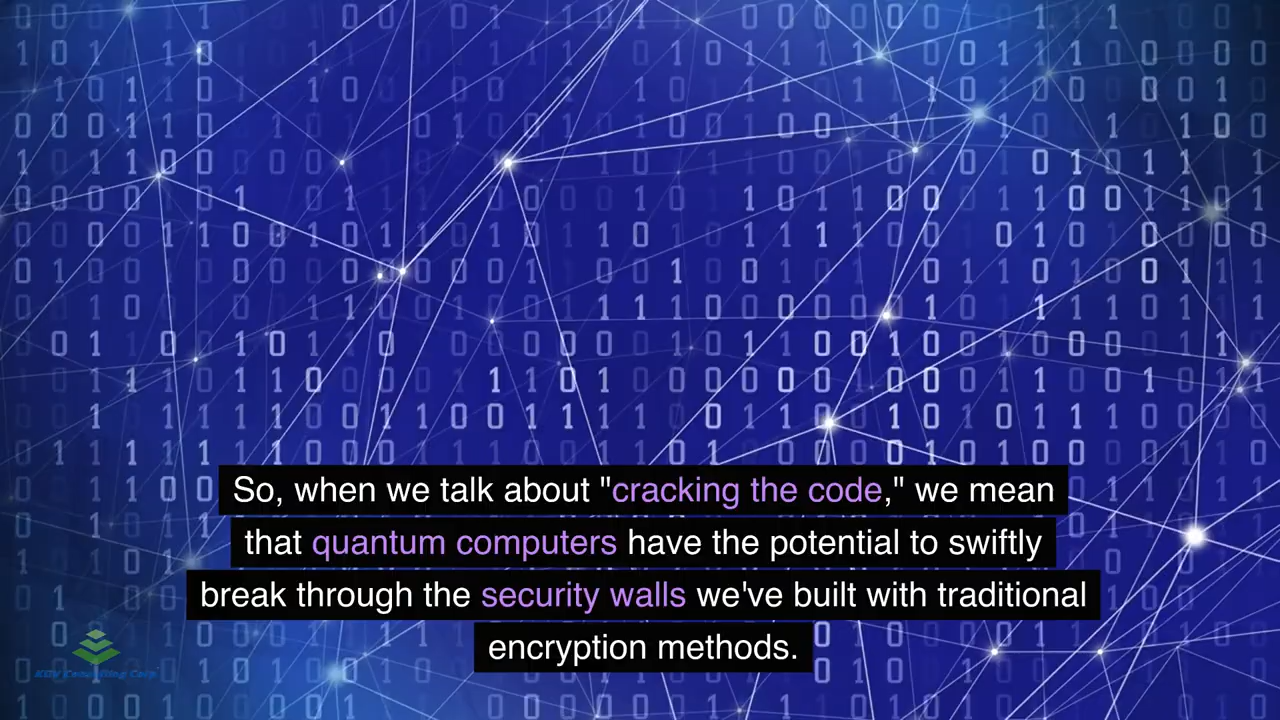 So, when we talk about "cracking the code," we mean
that quantum computers have the potential to swiftly
break through the security walls we've built with traditional
encryption methods.